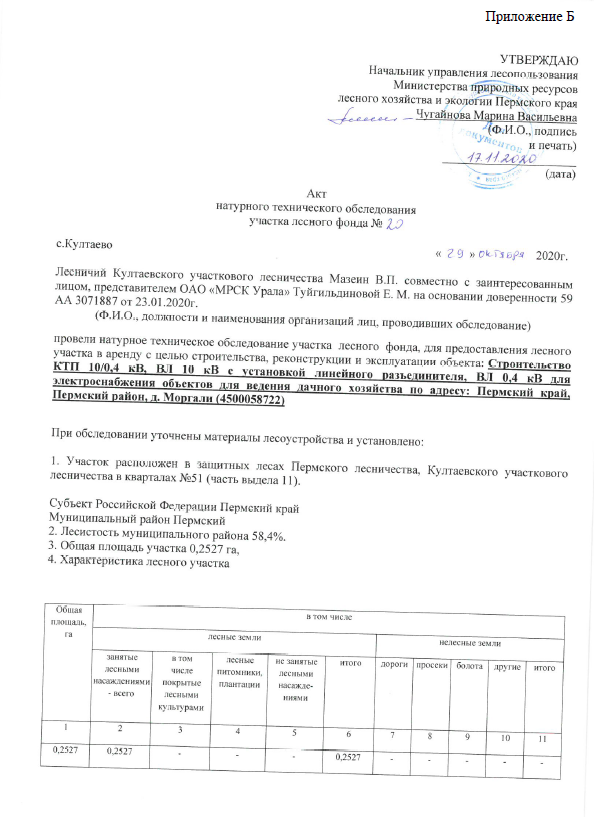 Приложение Б
УТВЕРЖДАЮ
Начальник управления лесопользования
Министерства природных ресурсов
лесного хозяйства и экологии Пермского края
Чугайнова Марина Васильевна
(Ф.И.О., подпись
и печать)
Для документов
17.11.2020
(дата)
Акт
натурного технического обследования
участка лесного фонда № 20
с.Култаево
« 29 » октября 2020г.
Лесничий Култаевского участкового лесничества Мазеин В.П. совместно с заинтересованным
лицом, представителем ОАО «МРСК Урала» Туйгильдиновой Е. М. на основании доверенности 59
АА 3071887 от 23.01.2020г.
(Ф.И.О., должности и наименования организаций лиц, проводивших обследование)
провели натурное техническое обследование участка лесного фонда, для предоставления лесного
участка в аренду с целью строительства, реконструкции и эксплуатации объекта: Строительство
КТП 10/0,4 кВ, ВЛ 10 кВ с установкой линейного разъединителя, ВЛ 0,4 кВ для
электроснабжения объектов для ведения дачного хозяйства по адресу: Пермский край,
Пермский район, д. Моргали (4500058722)
При обследовании уточнены материалы лесоустройства и установлено:
1. Участок расположен в защитных лесах Пермского лесничества, Култаевского участкового
лесничества в кварталах №51 (часть выдела 11).
Субъект Российской Федерации Пермский край
Муниципальный район Пермский
2. Лесистость муниципального района 58,4%.
3. Общая площадь участка 0,2527 га,
4. Характеристика лесного участка
Общая площадь, га
в том числе
лесные земли
нелесные земли
занятые лесными насаждениями - всего
в том числе покрытые лесными культурами
лесные питомники, плантации
не занятые лесными насажде-ниями
итого
дороги
просеки
болота
другие
итого
1 2 3 4 5 6 7 8 9 10 11
0,2527 0,2527 - - - 0,2527 - - - - -